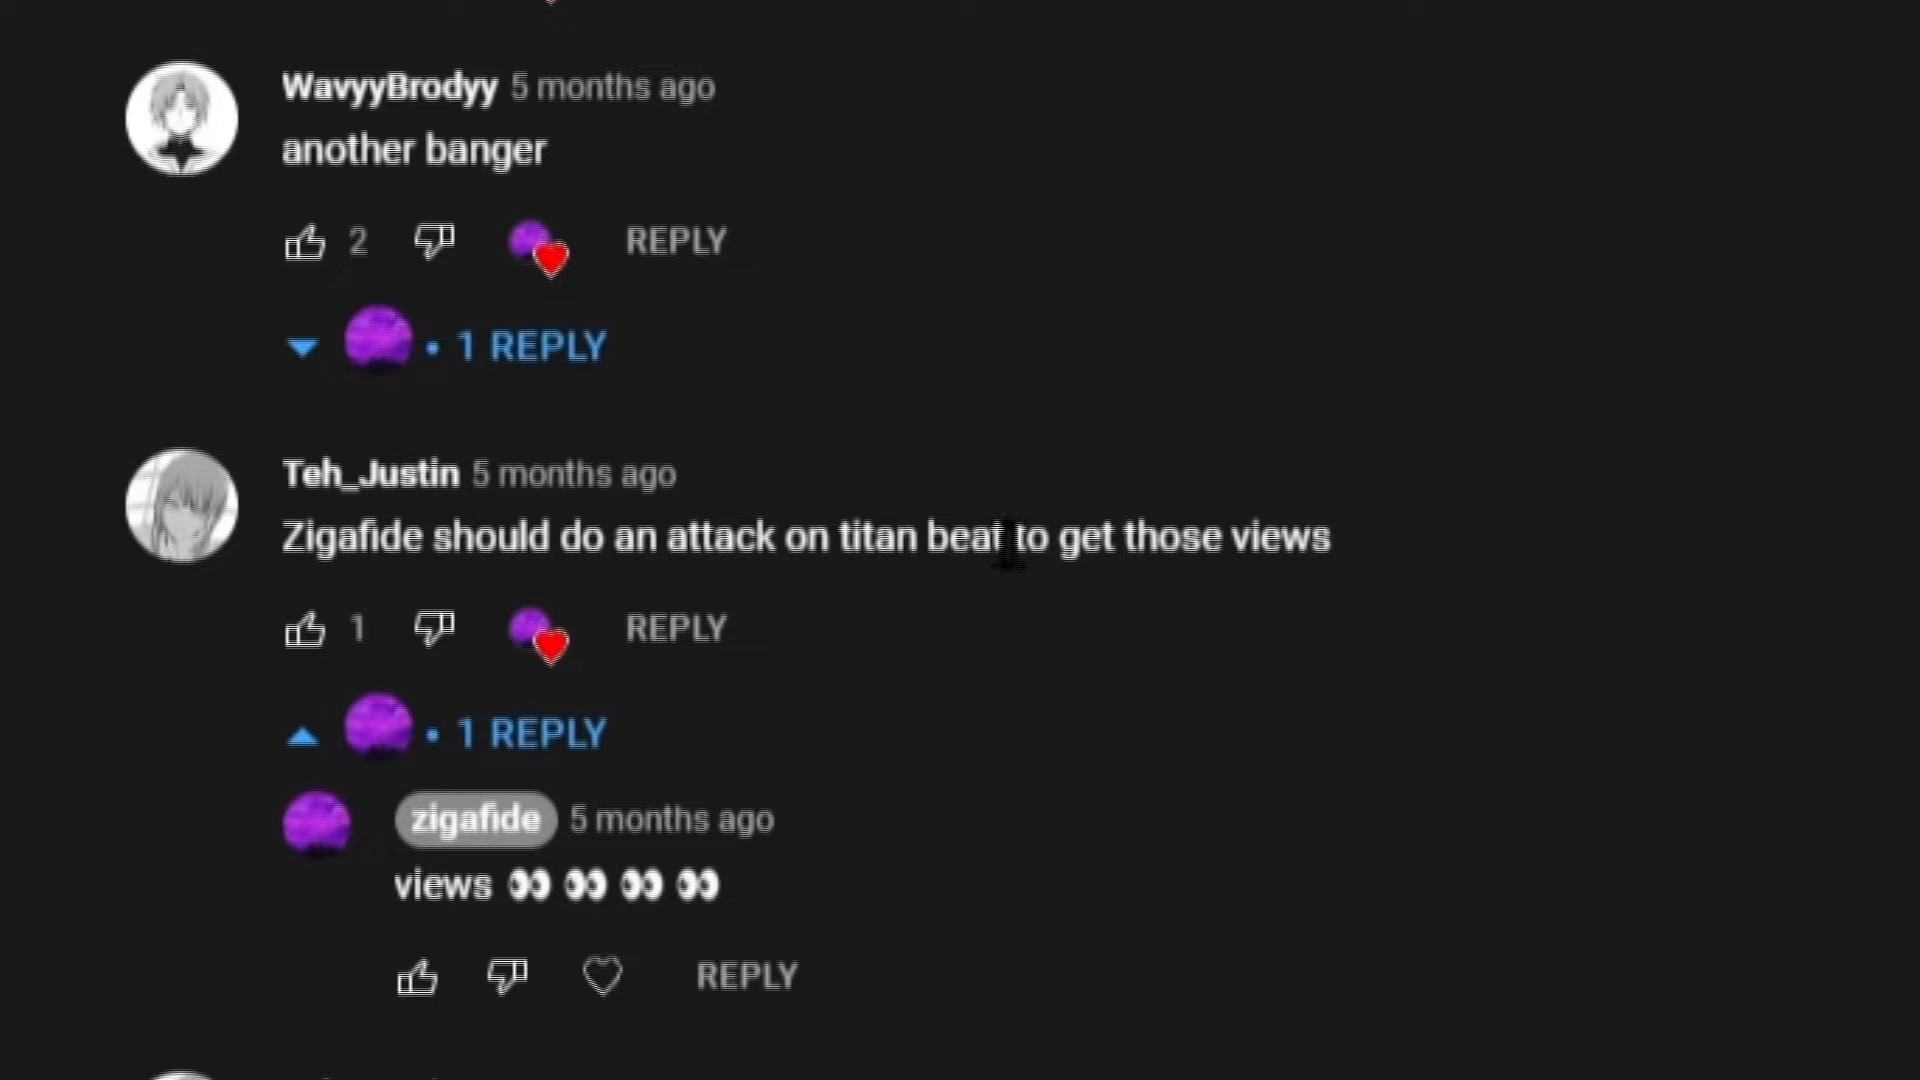 WavyyBrodyy 5 months ago
another banger
2 REPLY
• 1 REPLY
Teh_Justin 5 months ago
Zigafide should do an attack on titan beat to get those views
1 REPLY
• 1 REPLY
zigafide 5 months ago
views 👀 👀 👀 👀
REPLY